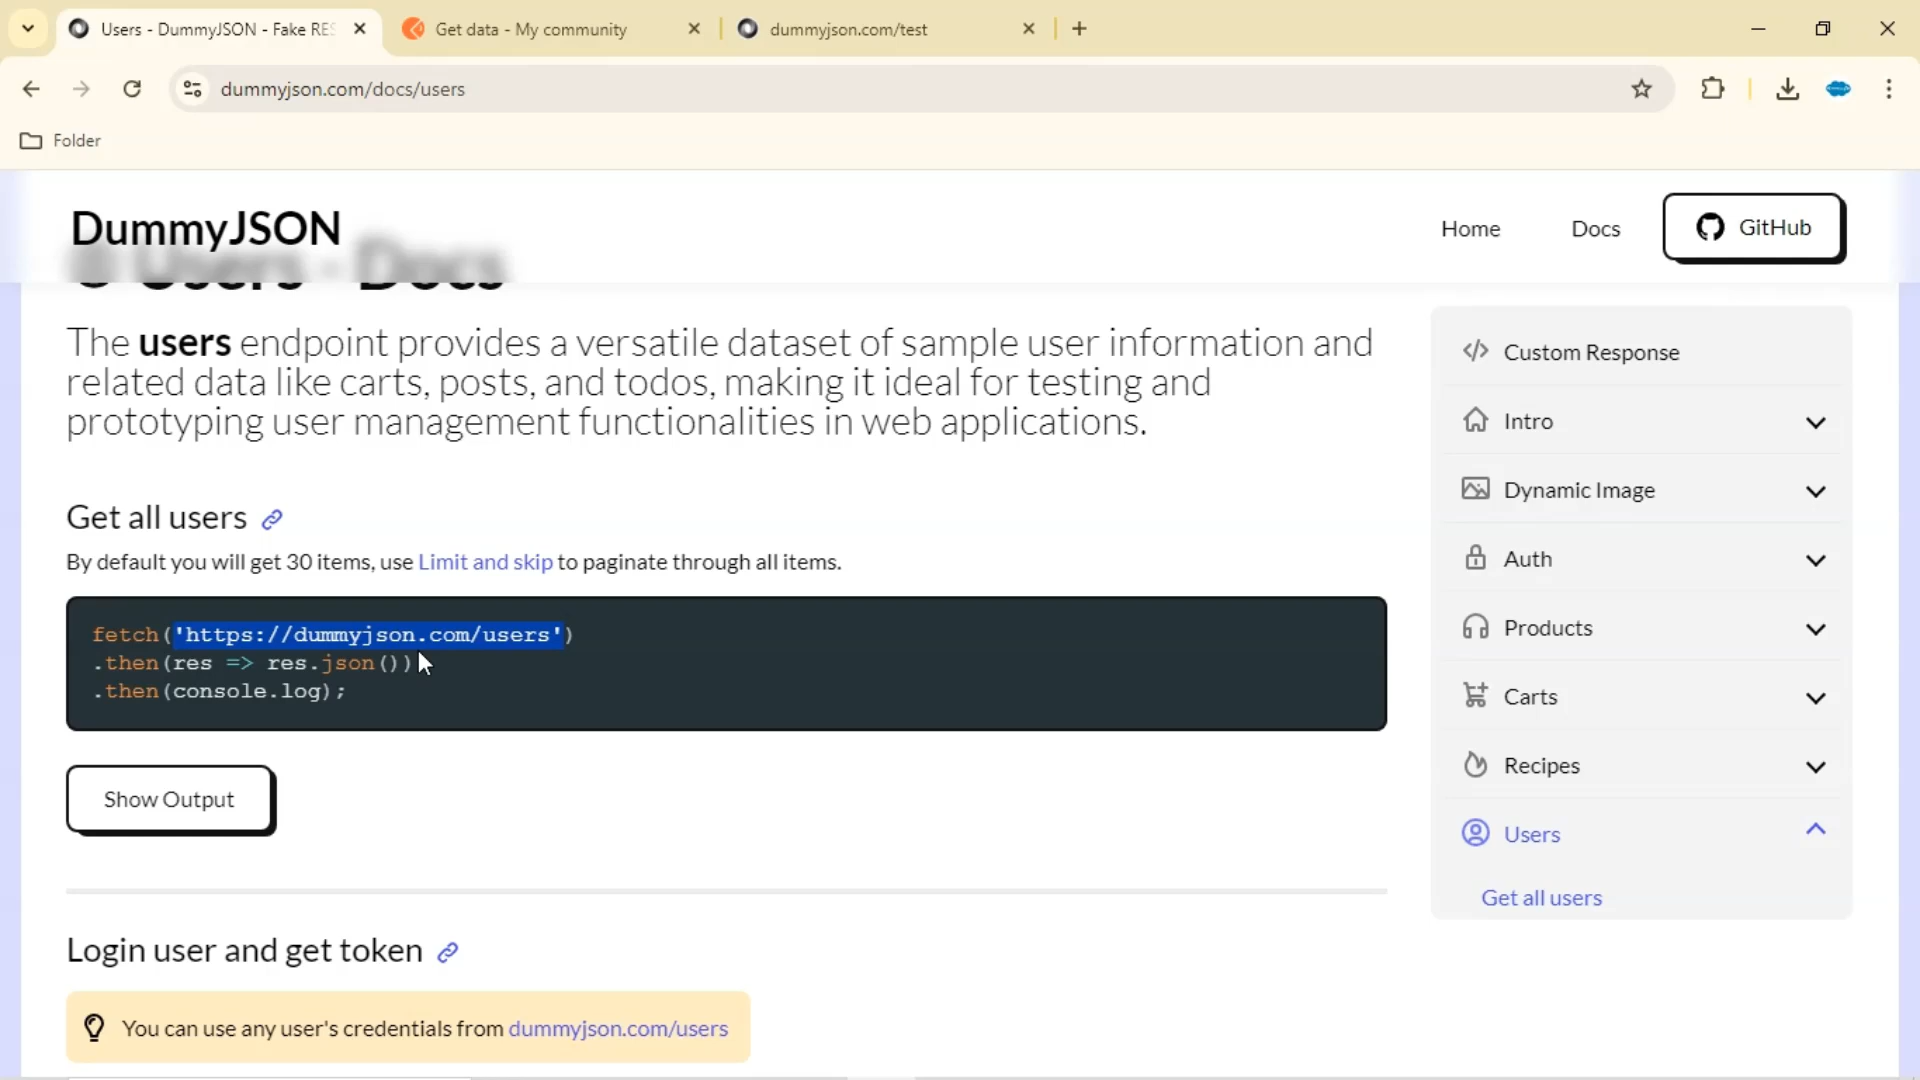 Users - DummyJSON - Fake RES
Get data - My community
dummyjson.com/test
dummyjson.com/docs/users
Folder
DummyJSON
Home
Docs
GitHub
Users - Docs
The users endpoint provides a versatile dataset of sample user information and
related data like carts, posts, and todos, making it ideal for testing and
prototyping user management functionalities in web applications.
Get all users
By default you will get 30 items, use Limit and skip to paginate through all items.
fetch('https://dummyjson.com/users')
.then(res => res.json())
.then(console.log);
Show Output
Login user and get token
You can use any user's credentials from dummyjson.com/users
</> Custom Response
Intro
Dynamic Image
Auth
Products
Carts
Recipes
Users
Get all users